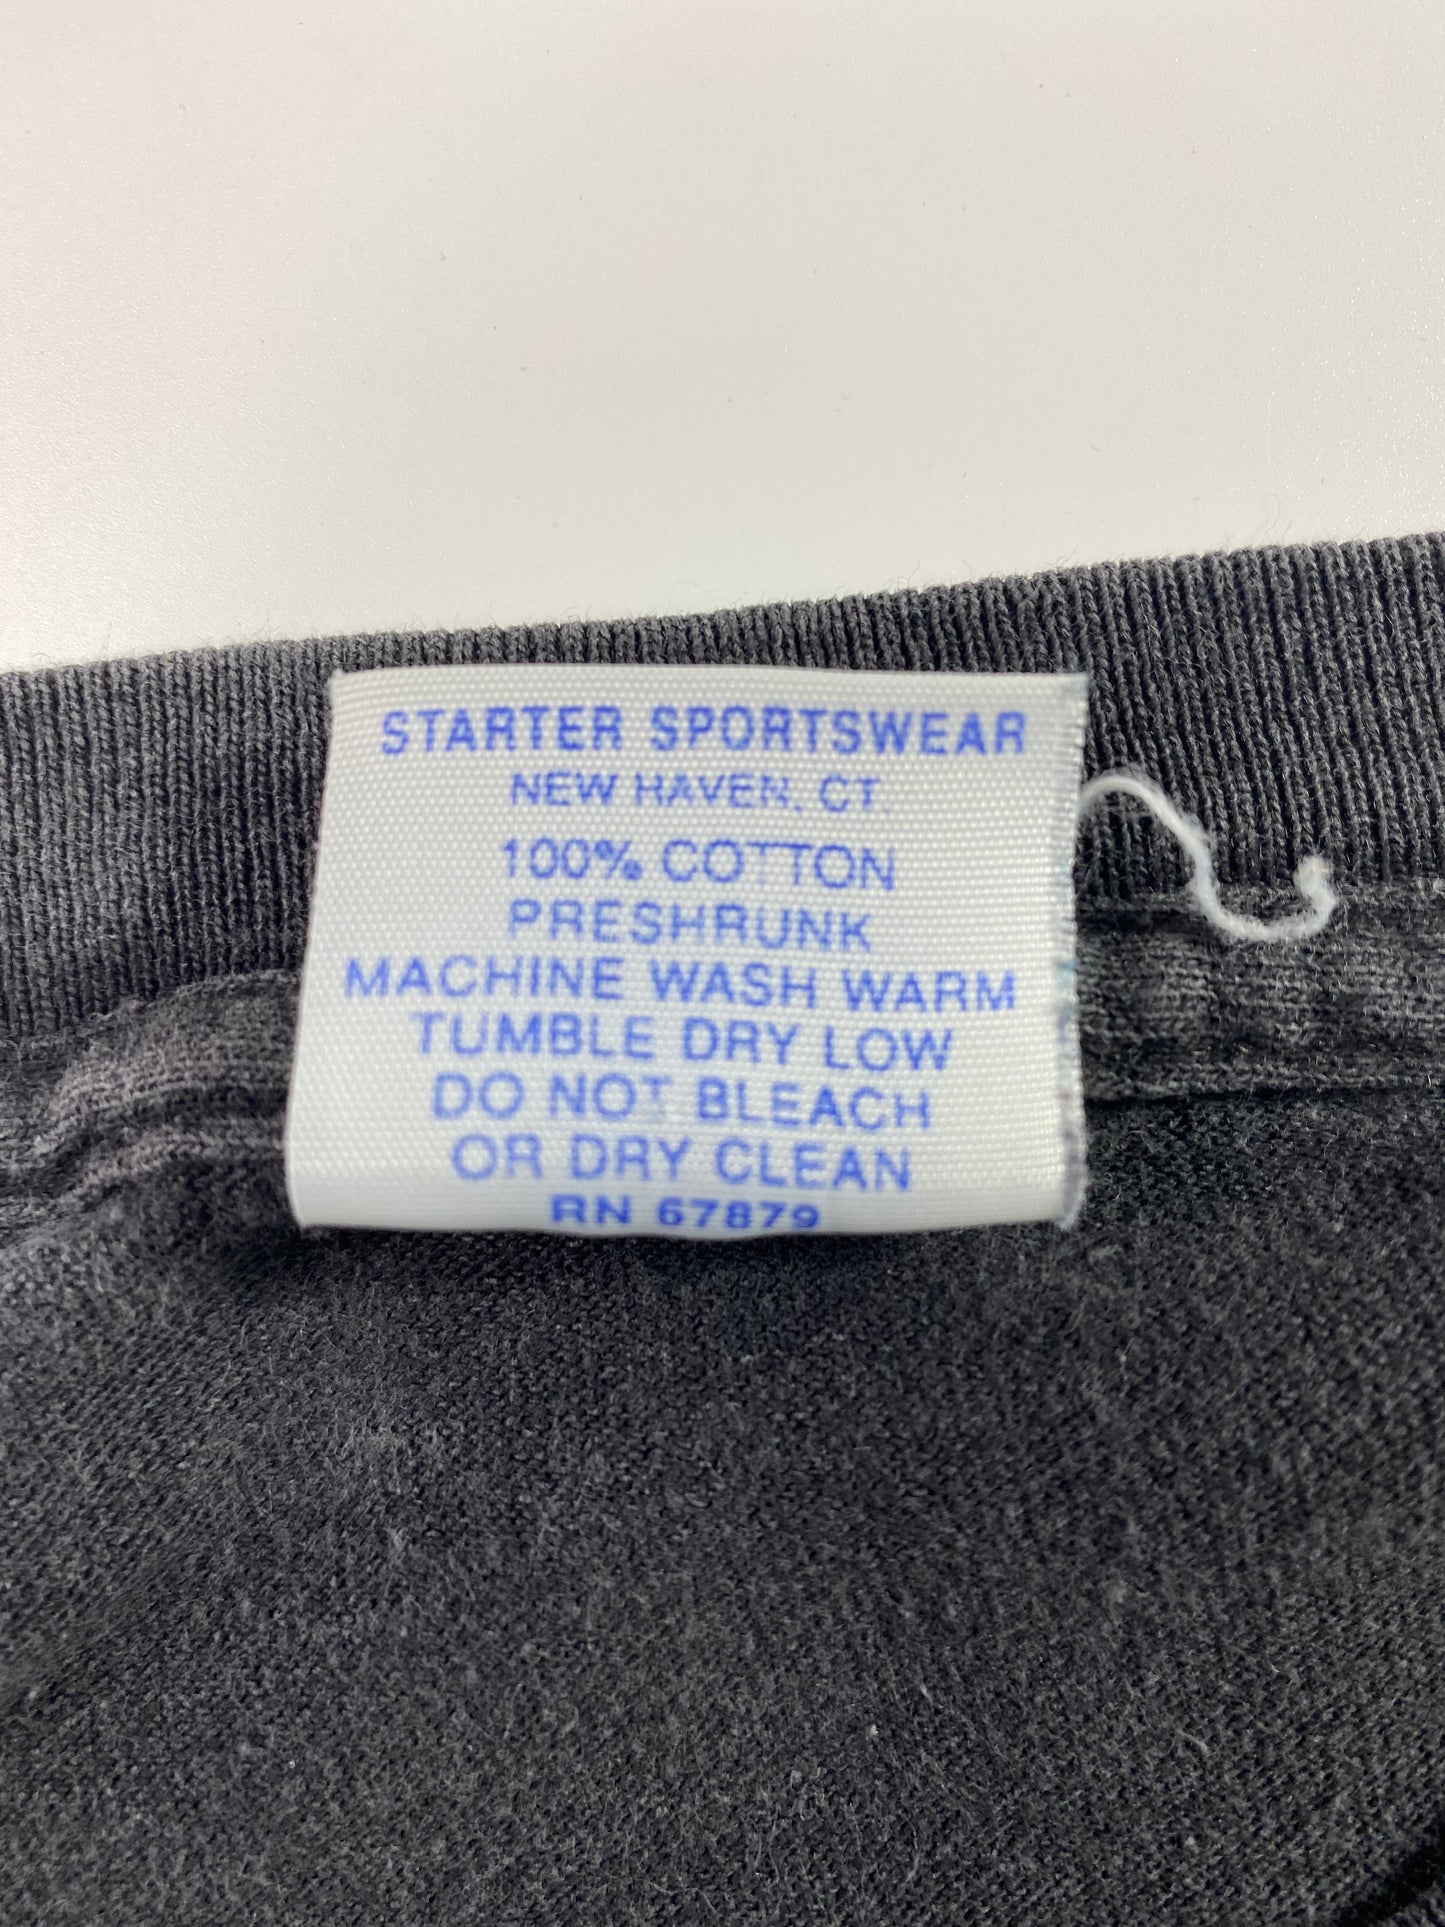 STARTER SPORTSWEAR
NEW HAVEN, CT.
100% COTTON
PRESHRUNK
MACHINE WASH WARM
TUMBLE DRY LOW
DO NOT BLEACH
OR DRY CLEAN
RN 67879